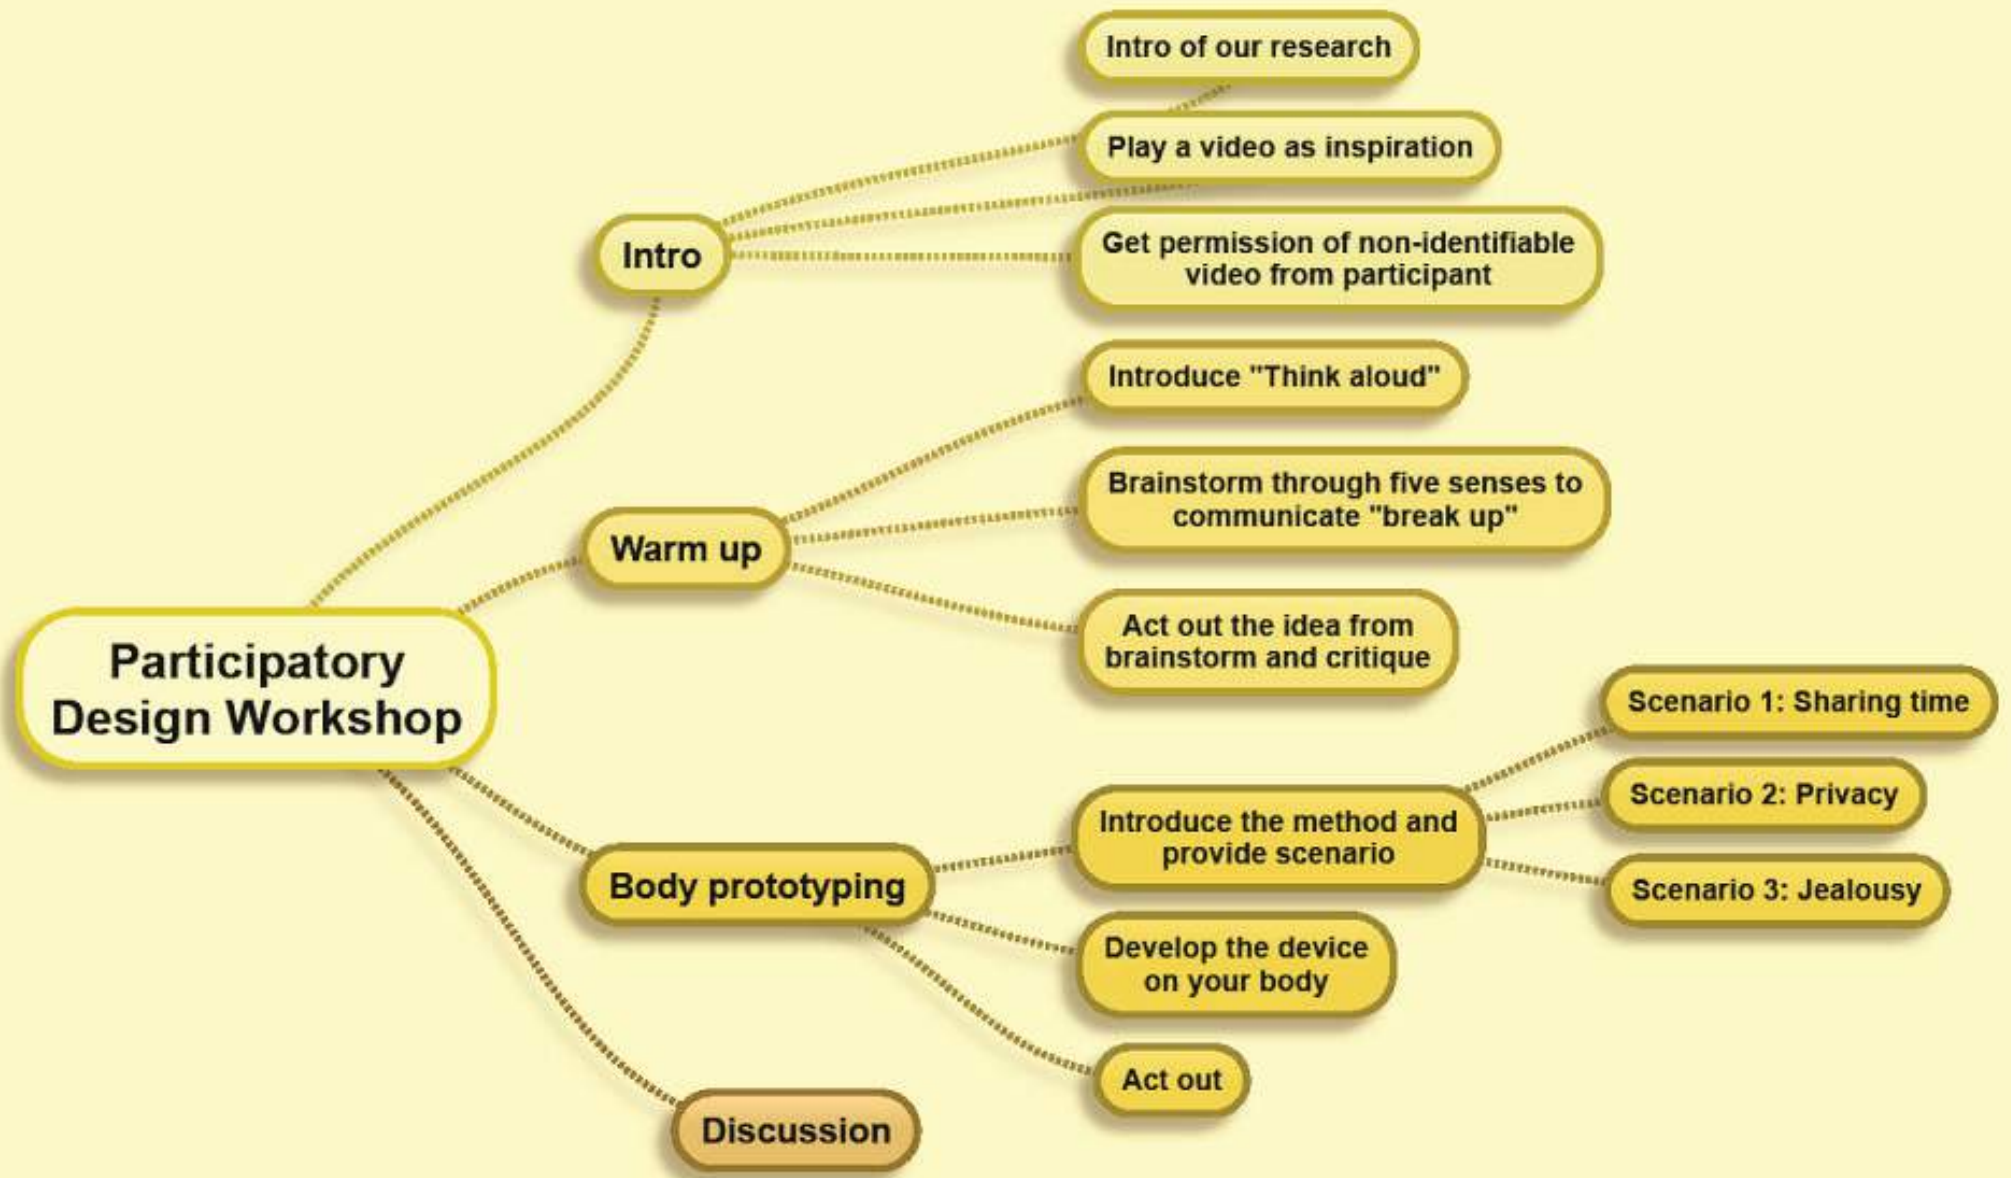 Intro of our research
Play a video as inspiration
Intro
Get permission of non-identifiable
video from participant
Introduce "Think aloud"
Brainstorm through five senses to
communicate "break up"
Warm up
Act out the idea from
brainstorm and critique
Participatory
Design Workshop
Scenario 1: Sharing time
Scenario 2: Privacy
Introduce the method and
provide scenario
Scenario 3: Jealousy
Body prototyping
Develop the device
on your body
Act out
Discussion